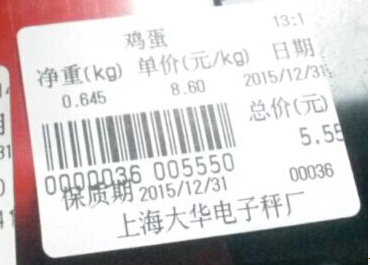 鸡蛋
13:1
净重(kg) 单价(元/kg) 日期
0.645 8.60 2015/12/31
总价(元)
5.55
0000036 005550
00036
保质期 2015/12/31
上海大华电子秤厂